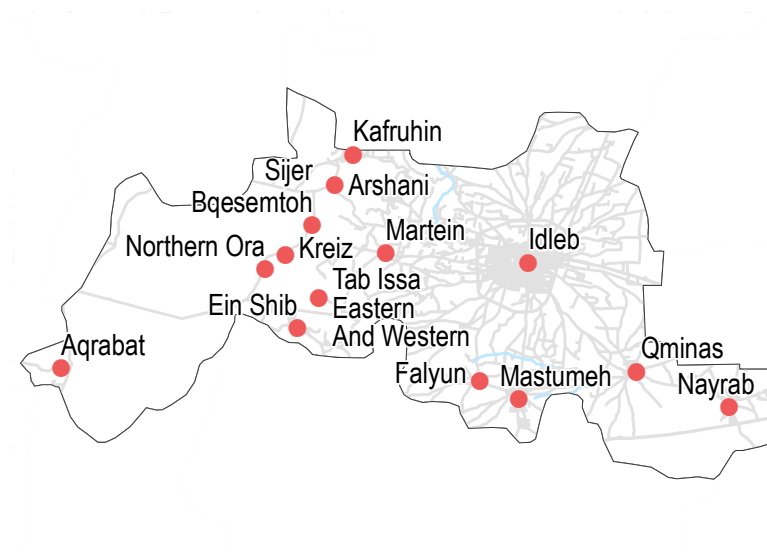 Kafruhin
Sijer
Arshani
Bqesemtoh
Martein
Idleb
Northern Ora
Kreiz
Tab Issa
Eastern
And Western
Ein Shib
Aqrabat
Qminas
Falyun
Mastumeh
Nayrab